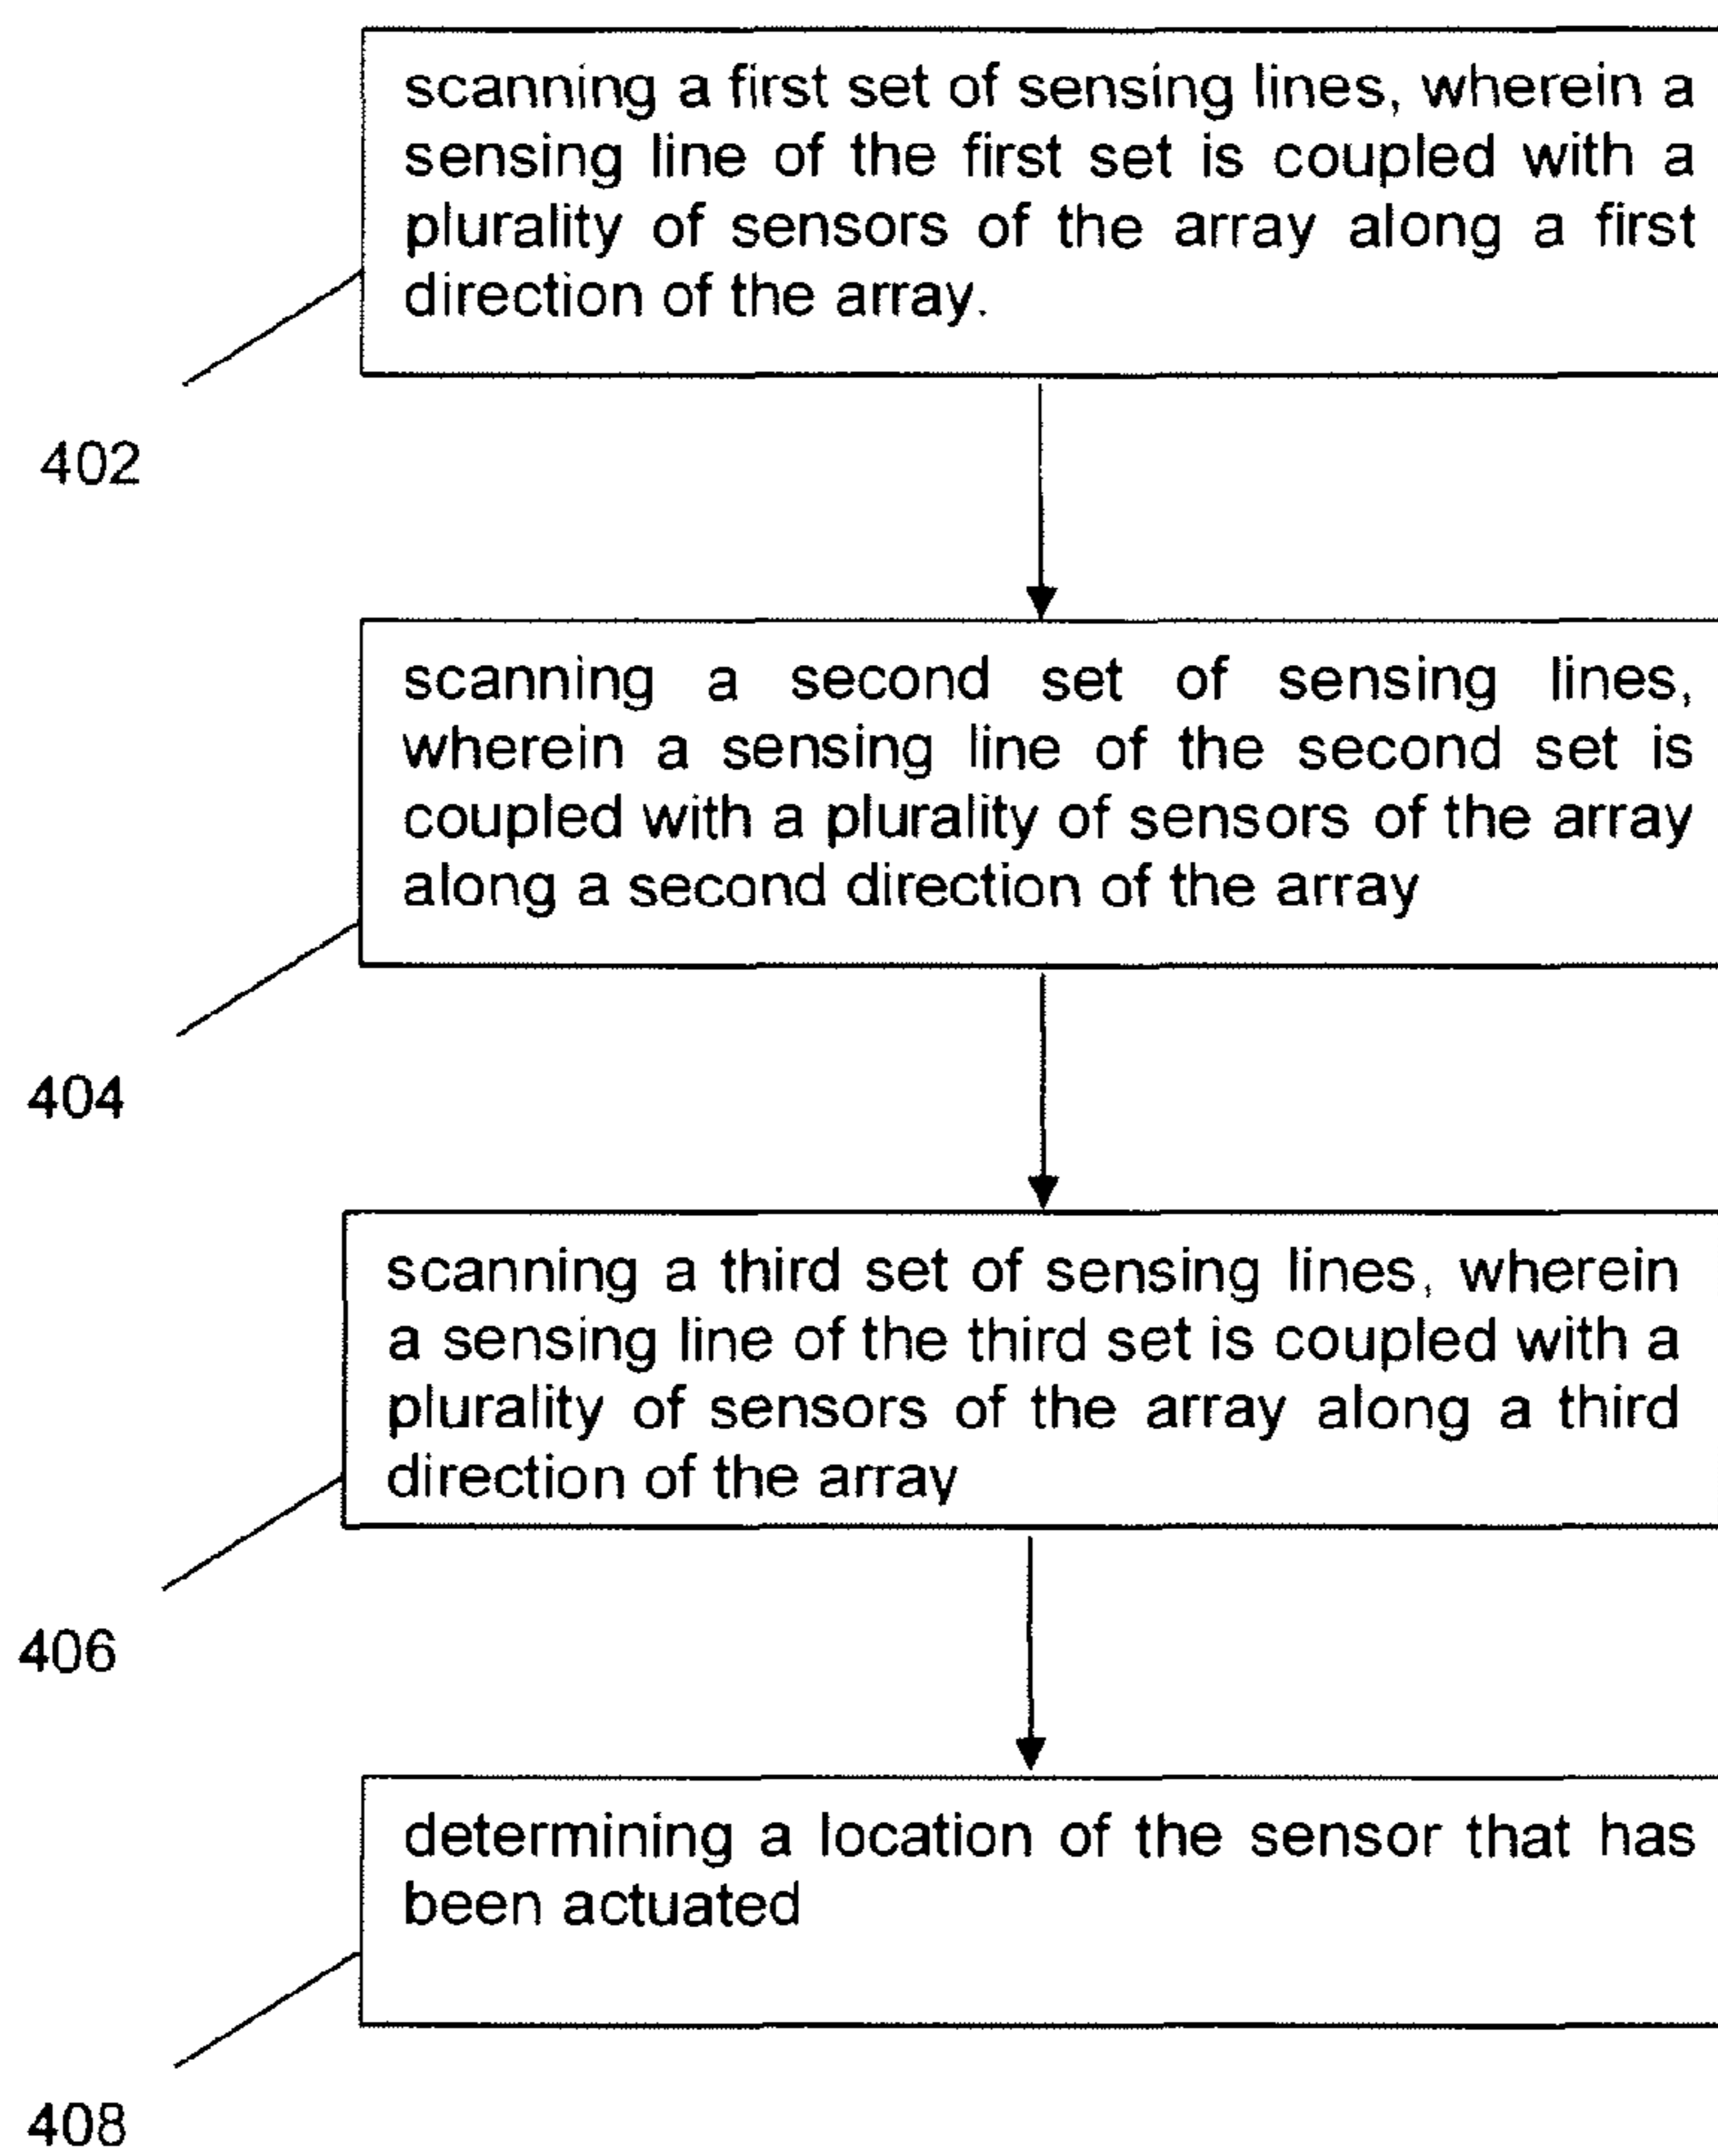 scanning a first set of sensing lines, wherein a
sensing line of the first set is coupled with a
plurality of sensors of the array along a first
direction of the array.
402
scanning a second set of sensing lines,
wherein a sensing line of the second set is
coupled with a plurality of sensors of the array
along a second direction of the array
404
scanning a third set of sensing lines, wherein
a sensing line of the third set is coupled with a
plurality of sensors of the array along a third
direction of the array
406
determining a location of the sensor that has
been actuated
408